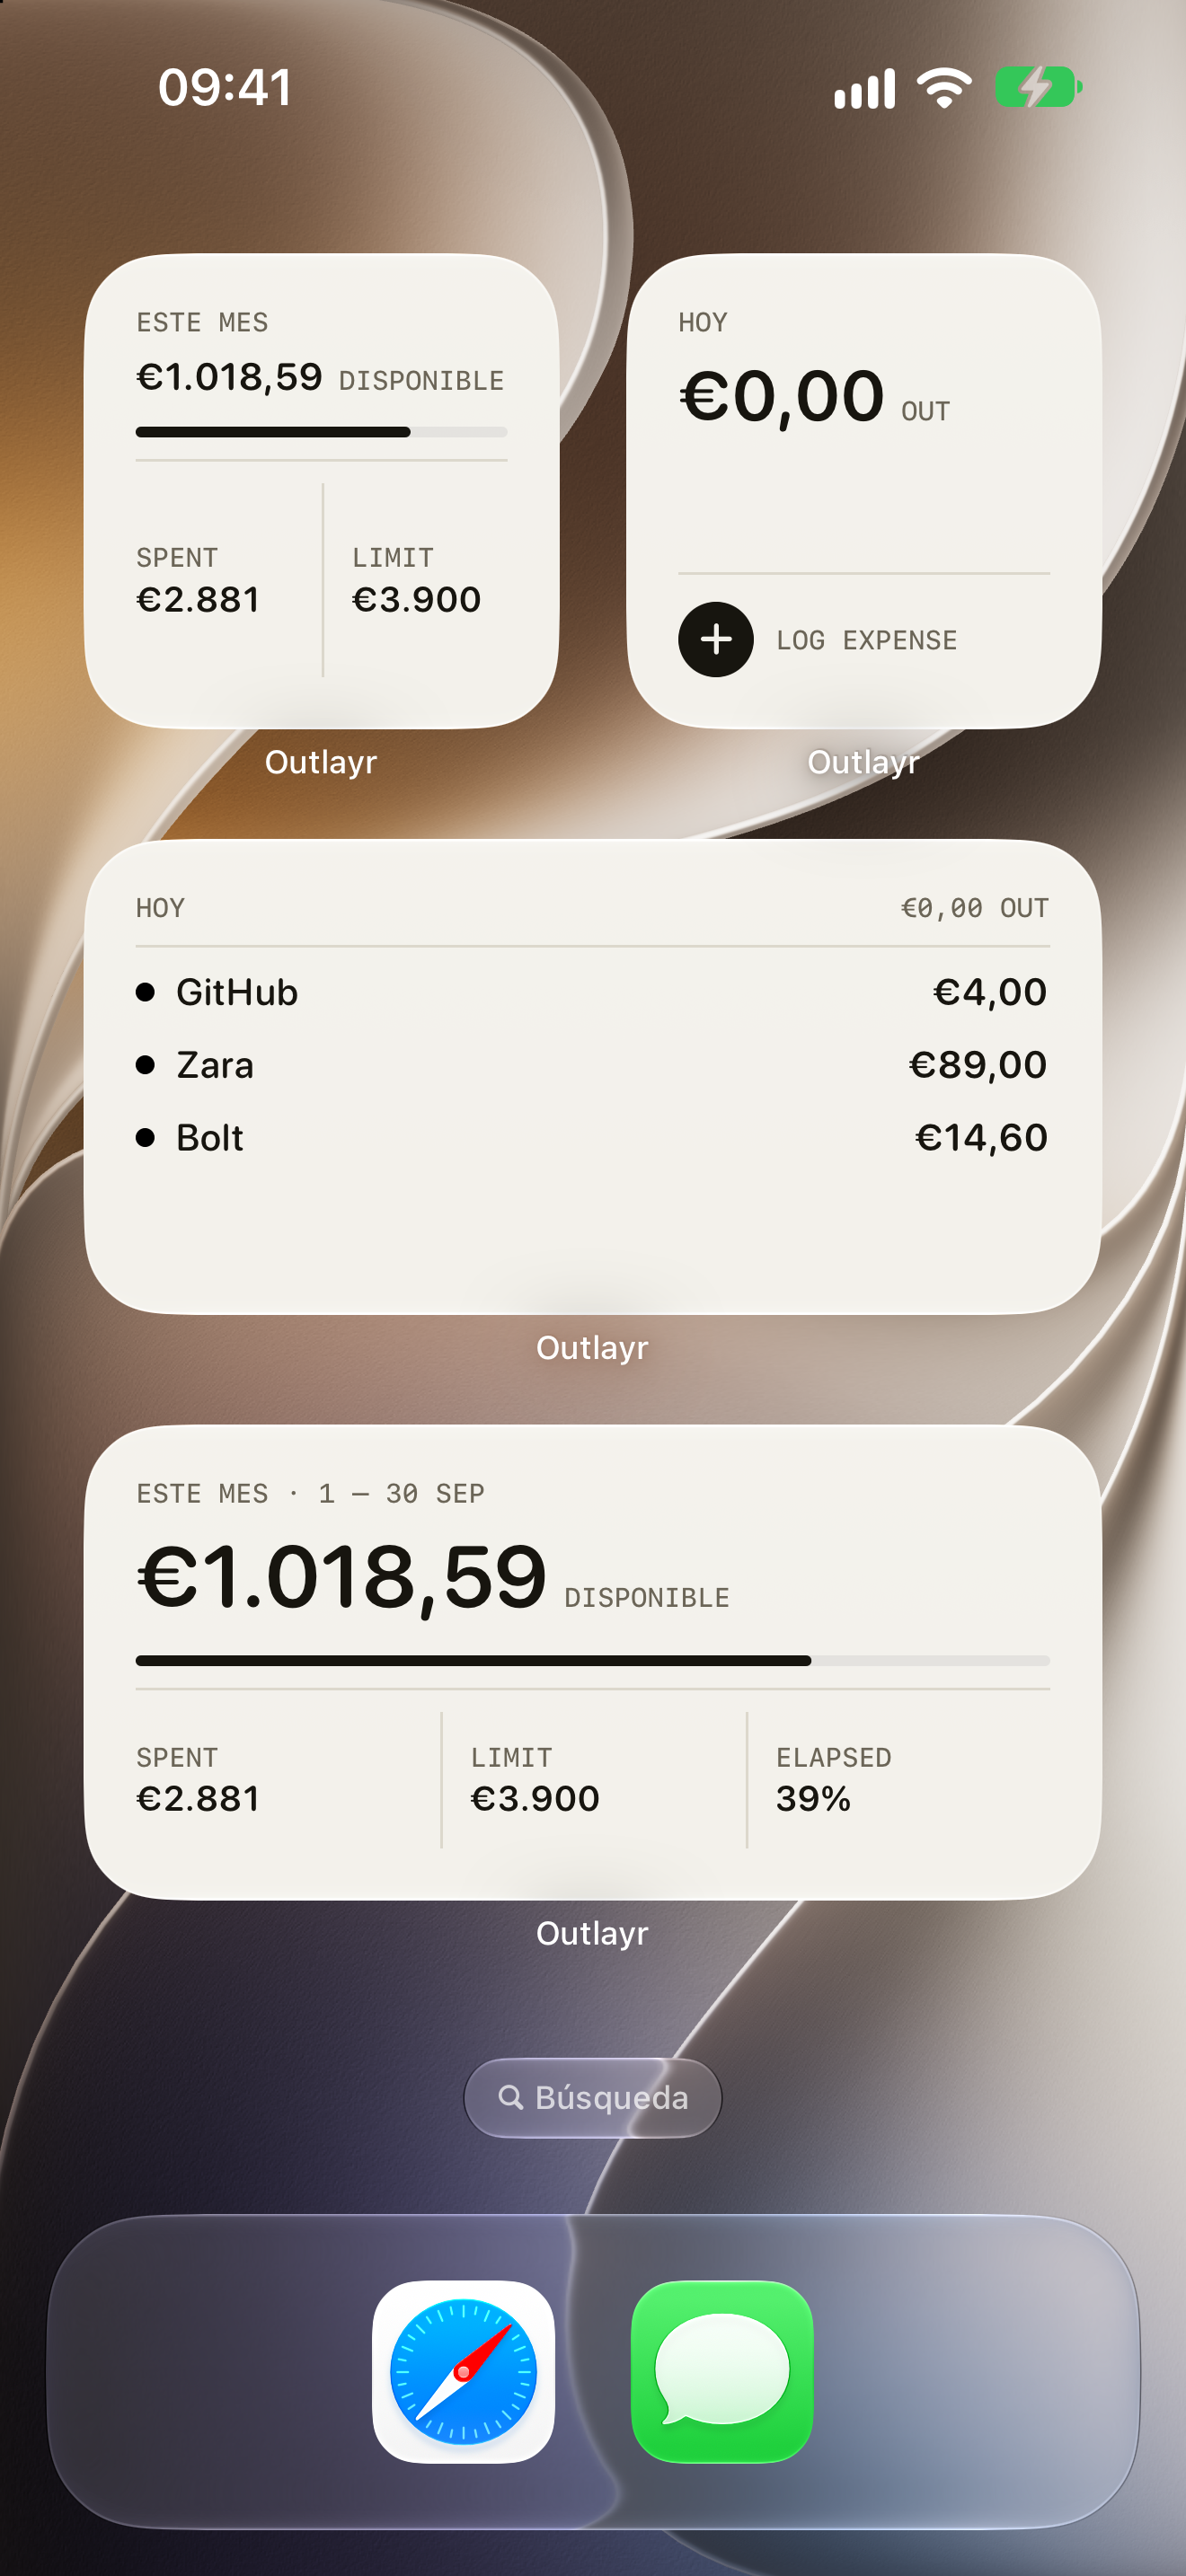 09:41
ESTE MES
€1.018,59 DISPONIBLE
SPENT
€2.881
LIMIT
€3.900
Outlayr
HOY
€0,00 OUT
LOG EXPENSE
Outlayr
HOY €0,00 OUT
GitHub €4,00
Zara €89,00
Bolt €14,60
Outlayr
ESTE MES · 1 — 30 SEP
€1.018,59 DISPONIBLE
SPENT
€2.881
LIMIT
€3.900
ELAPSED
39%
Outlayr
Búsqueda